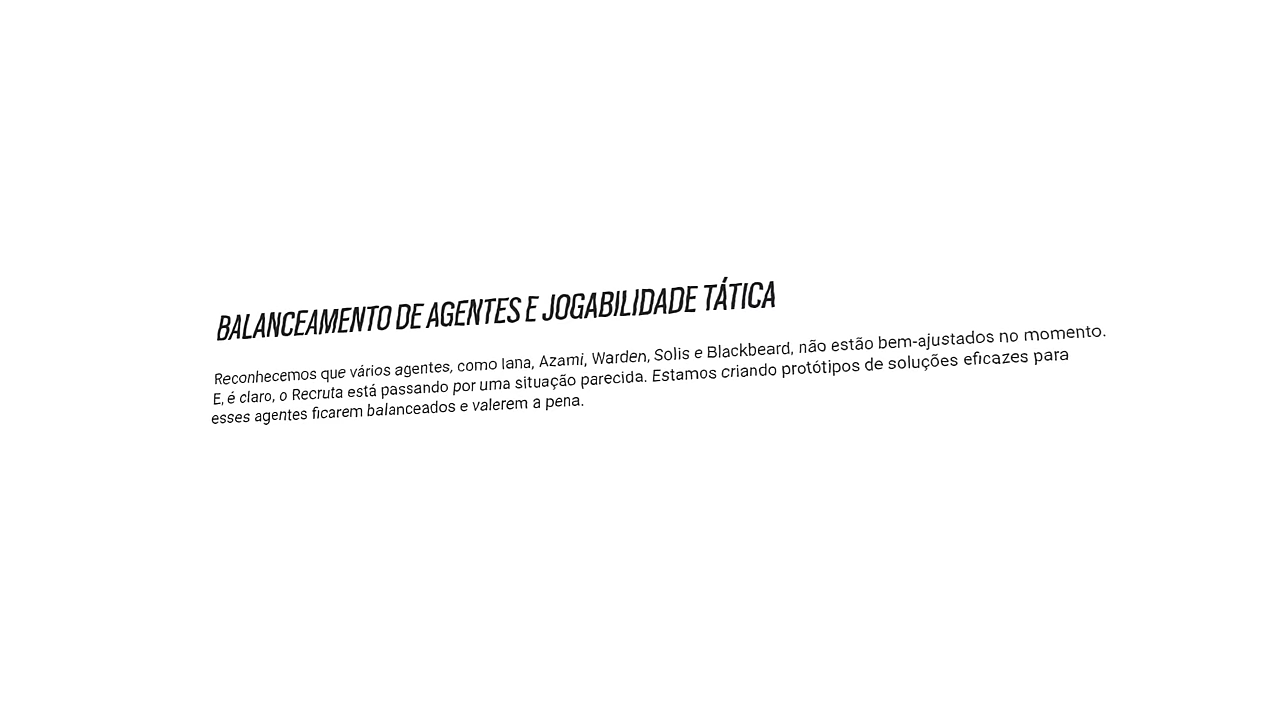 BALANCEAMENTO DE AGENTES E JOGABILIDADE TÁTICA
Reconhecemos que vários agentes, como Iana, Azami, Warden, Solis e Blackbeard, não estão bem-ajustados no momento.
E, é claro, o Recruta está passando por uma situação parecida. Estamos criando protótipos de soluções eficazes para
esses agentes ficarem balanceados e valerem a pena.